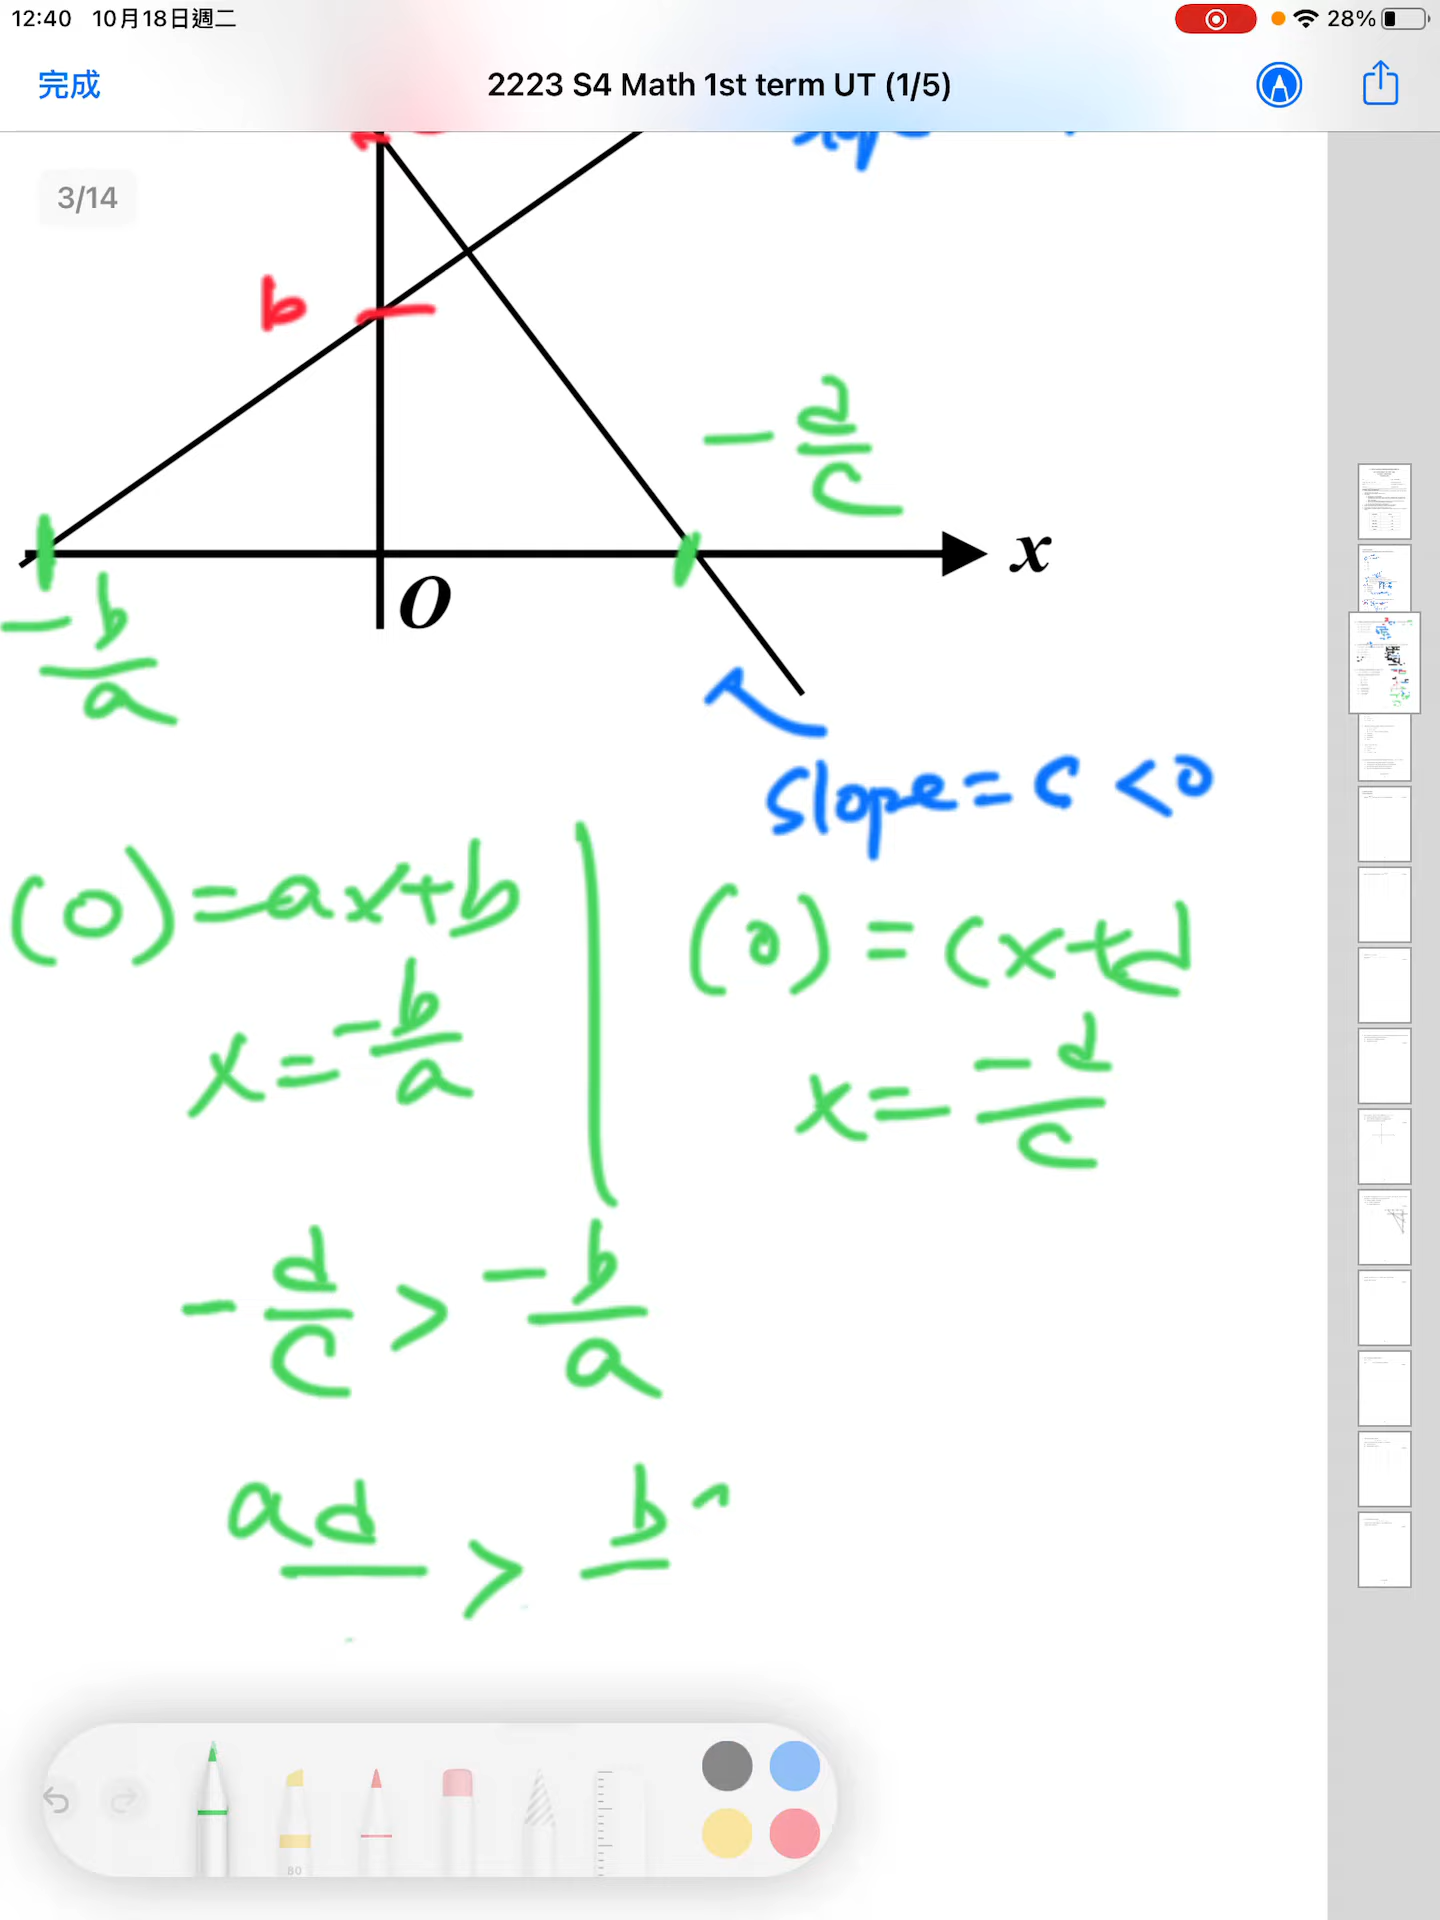 12:40 10月18日週二 28%
完成 2223 S4 Math 1st term UT (1/5)
3/14
b
- d/c
x
O
- b/a
slope = c < 0
(0) = ax + b
x = -b/a
(0) = cx + d
x = -d/c
- d/c > - b/a
ad > b
80